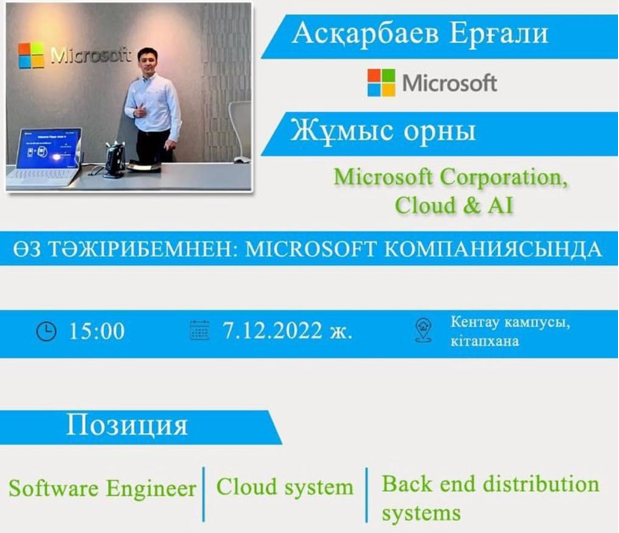 Microsoft
Асқарбаев Ерғали
Microsoft
Жұмыс орны
Microsoft Corporation,
Cloud & AI
ӨЗ ТӘЖІРИБЕМНЕН: MICROSOFT КОМПАНИЯСЫНДА
15:00
7.12.2022 ж.
Кентау кампусы,
кітапхана
Позиция
Software Engineer
Cloud system
Back end distribution
systems